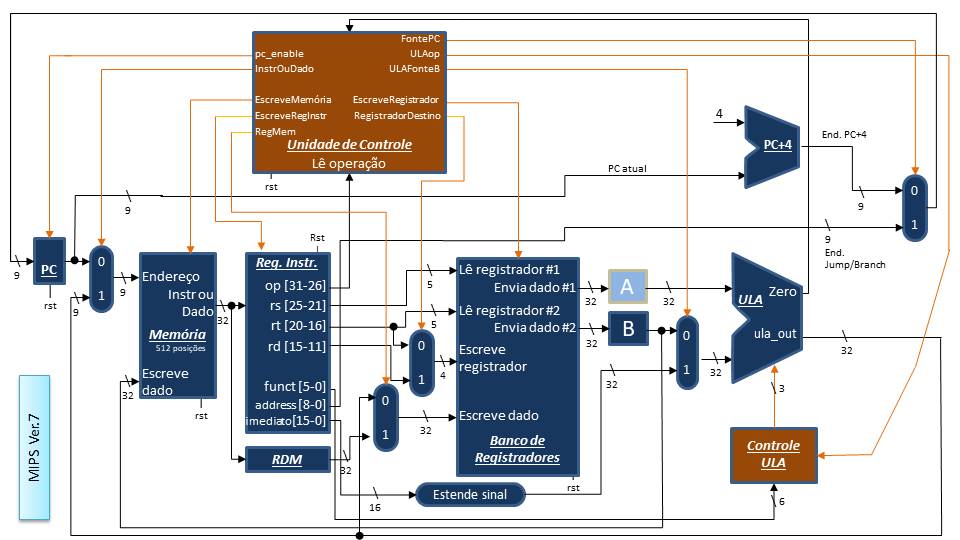 FontePC
pc_enable
ULAop
InstrOuDado
ULAFonteB
EscreveMemória
EscreveRegistrador
EscreveRegInstr
RegistradorDestino
RegMem
Unidade de Controle
Lê operação
rst
4
PC+4
End. PC+4
PC atual
9
9
0
1
9
End.
Jump/Branch
PC
9
rst
0
1
9
9
Endereço
Instr ou
Dado
Memória
512 posições
Escreve
dado
32
32
rst
Rst
Reg. Instr.
op [31-26]
rs [25-21]
rt [20-16]
rd [15-11]
funct [5-0]
address [8-0]
imediato [15-0]
RDM
32
16
5
5
0
1
4
0
1
32
Lê registrador #1
Envia dado #1
Lê registrador #2
Envia dado #2
Escreve
registrador
Escreve dado
Banco de
Registradores
rst
Estende sinal
32
32
A
B
32
32
0
1
32
ULA
Zero
ula_out
32
3
Controle
ULA
6
MIPS Ver.7